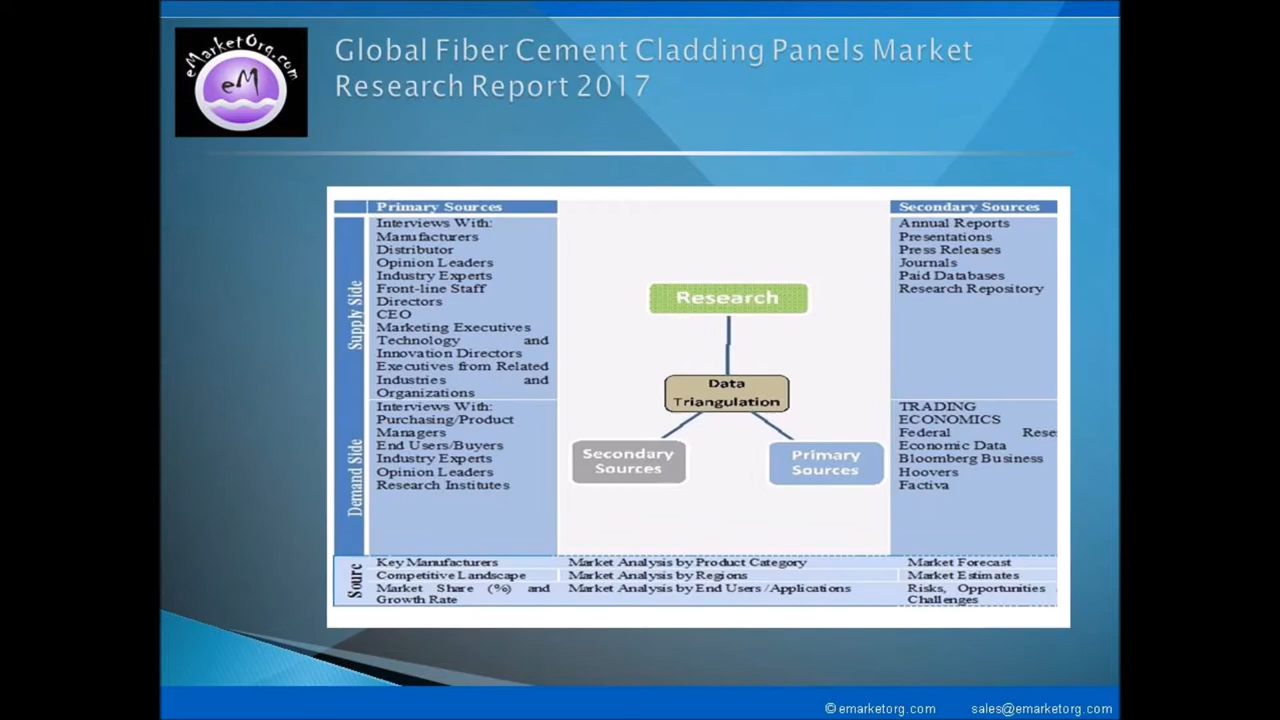 eMarketOrg.com
eM
Global Fiber Cement Cladding Panels Market
Research Report 2017
Primary Sources
Supply Side
Interviews With:
Manufacturers
Distributor
Opinion Leaders
Industry Experts
Front-line Staff
Directors
CEO
Marketing Executives
Technology and
Innovation Directors
Executives from Related
Industries and
Organizations
Demand Side
Interviews With:
Purchasing/Product
Managers
End Users/Buyers
Industry Experts
Opinion Leaders
Research Institutes
Research
Data
Triangulation
Secondary
Sources
Primary
Sources
Secondary Sources
Annual Reports
Presentations
Press Releases
Journals
Paid Databases
Research Repository
TRADING
ECONOMICS
Federal Rese
Economic Data
Bloomberg Business
Hoovers
Factiva
Sourc
Key Manufacturers
Competitive Landscape
Market Share (%) and
Growth Rate
Market Analysis by Product Category
Market Analysis by Regions
Market Analysis by End Users /Applications
Market Forecast
Market Estimates
Risks, Opportunities
Challenges
© emarketorg.com sales@emarketorg.com